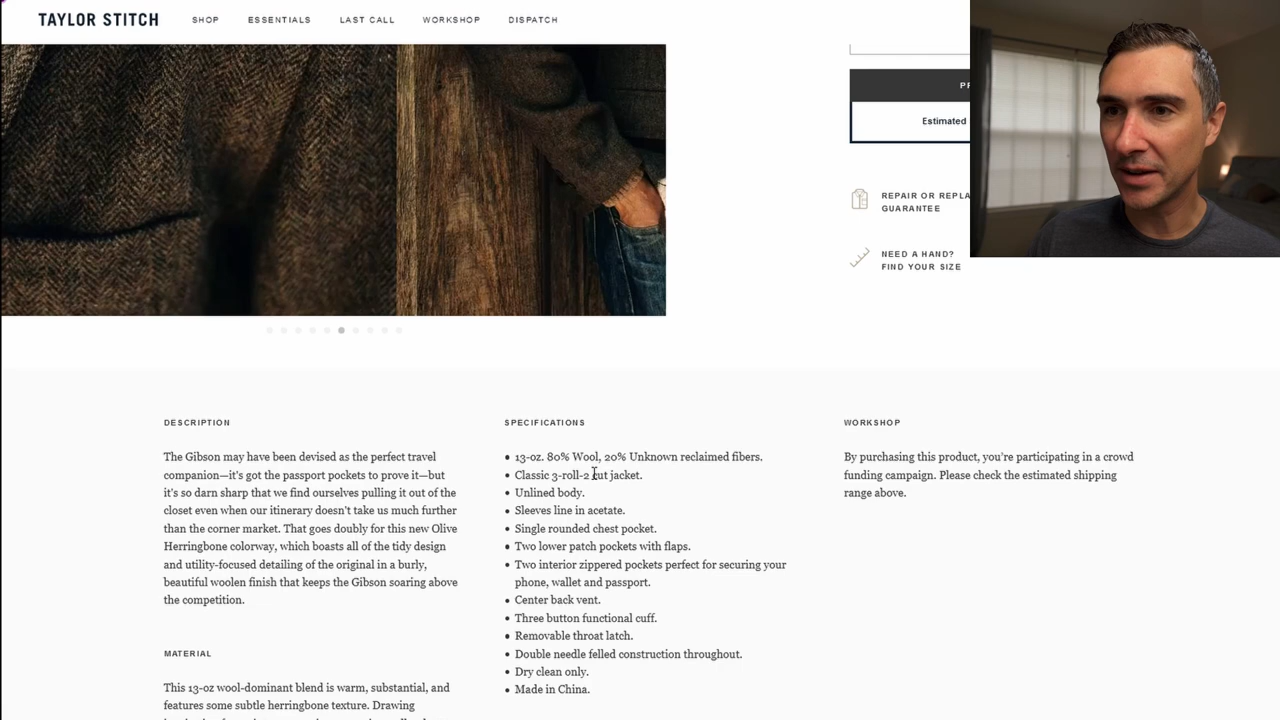 TAYLOR STITCH
SHOP
ESSENTIALS
LAST CALL
WORKSHOP
DISPATCH
Estimated
REPAIR OR REPLA
GUARANTEE
NEED A HAND?
FIND YOUR SIZE
DESCRIPTION
The Gibson may have been devised as the perfect travel
companion—it's got the passport pockets to prove it—but
it's so darn sharp that we find ourselves pulling it out of the
closet even when our itinerary doesn't take us much further
than the corner market. That goes doubly for this new Olive
Herringbone colorway, which boasts all of the tidy design
and utility-focused detailing of the original in a burly,
beautiful woolen finish that keeps the Gibson soaring above
the competition.
MATERIAL
This 13-oz wool-dominant blend is warm, substantial, and
features some subtle herringbone texture. Drawing
SPECIFICATIONS
• 13-oz. 80% Wool, 20% Unknown reclaimed fibers.
• Classic 3-roll-2 cut jacket.
• Unlined body.
• Sleeves line in acetate.
• Single rounded chest pocket.
• Two lower patch pockets with flaps.
• Two interior zippered pockets perfect for securing your
phone, wallet and passport.
• Center back vent.
• Three button functional cuff.
• Removable throat latch.
• Double needle felled construction throughout.
• Dry clean only.
• Made in China.
WORKSHOP
By purchasing this product, you're participating in a crowd
funding campaign. Please check the estimated shipping
range above.